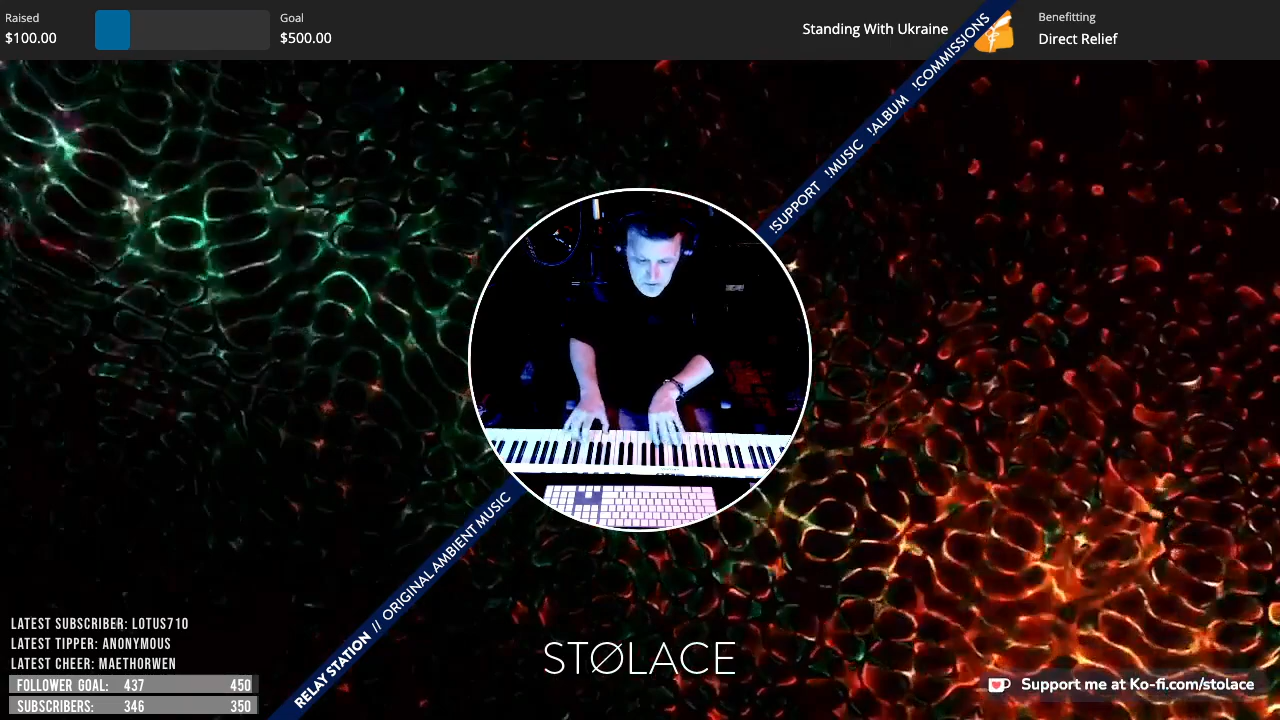 Raised
$100.00
Goal
$500.00
Standing With Ukraine
Benefitting
Direct Relief
!SUPPORT !MUSIC !ALBUM !COMMISSIONS
RELAY STATION // ORIGINAL AMBIENT MUSIC
LATEST SUBSCRIBER: LOTUS710
LATEST TIPPER: ANONYMOUS
LATEST CHEER: MAETHORWEN
FOLLOWER GOAL: 437 450
SUBSCRIBERS: 346 350
STØLACE
Support me at Ko-fi.com/stolace